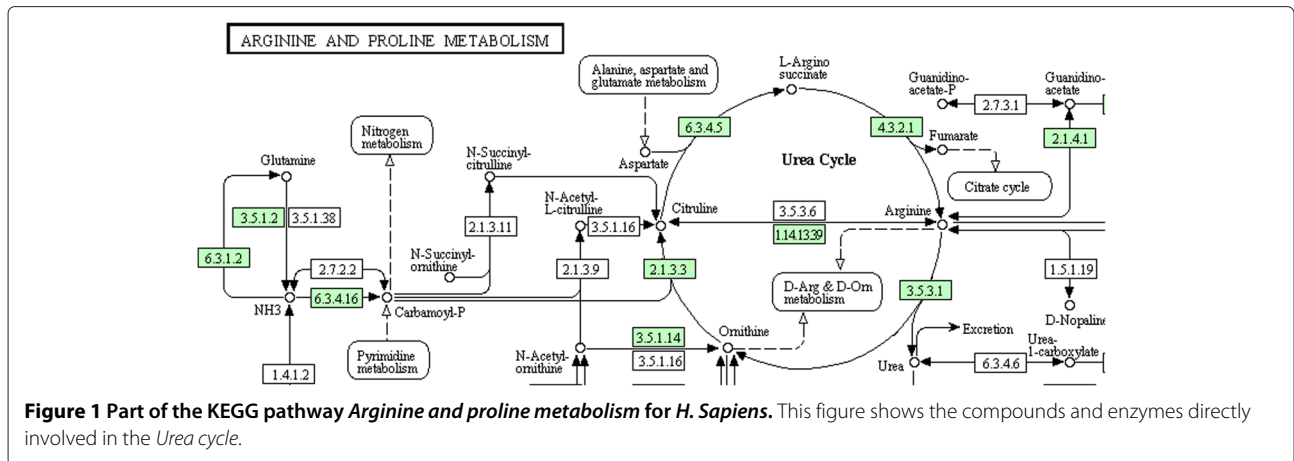 ARGININE AND PROLINE METABOLISM
Alanine, aspartate and
glutamate metabolism
L-Argino
succinate
Guanidino-
acetate-P
Guanidino-
acetate
2.7.3.1
6.3.4.5
4.3.2.1
2.1.4.1
Nitrogen
metabolism
Fumarate
Aspartate
Urea Cycle
N-Succinyl-
citrulline
Glutamine
Citrate cycle
N-Acetyl-
L-citrulline
Citruline
3.5.3.6
Arginine
3.5.1.2
3.5.1.38
2.1.3.11
3.5.1.16
1.14.13.39
6.3.1.2
N-Succinyl-
ornithine
2.7.2.2
2.1.3.9
2.1.3.3
1.5.1.19
D-Arg & D-Orn
metabolism
3.5.3.1
6.3.4.16
NH3
Carbamoyl-P
D-Nopaline
Ornithine
Excretion
3.5.1.14
Pyrimidine
metabolism
N-Acetyl-
ornithine
3.5.1.16
Urea-
1-carboxylate
Urea
6.3.4.6
1.4.1.2
Figure 1 Part of the KEGG pathway Arginine and proline metabolism for H. Sapiens. This figure shows the compounds and enzymes directly
involved in the Urea cycle.